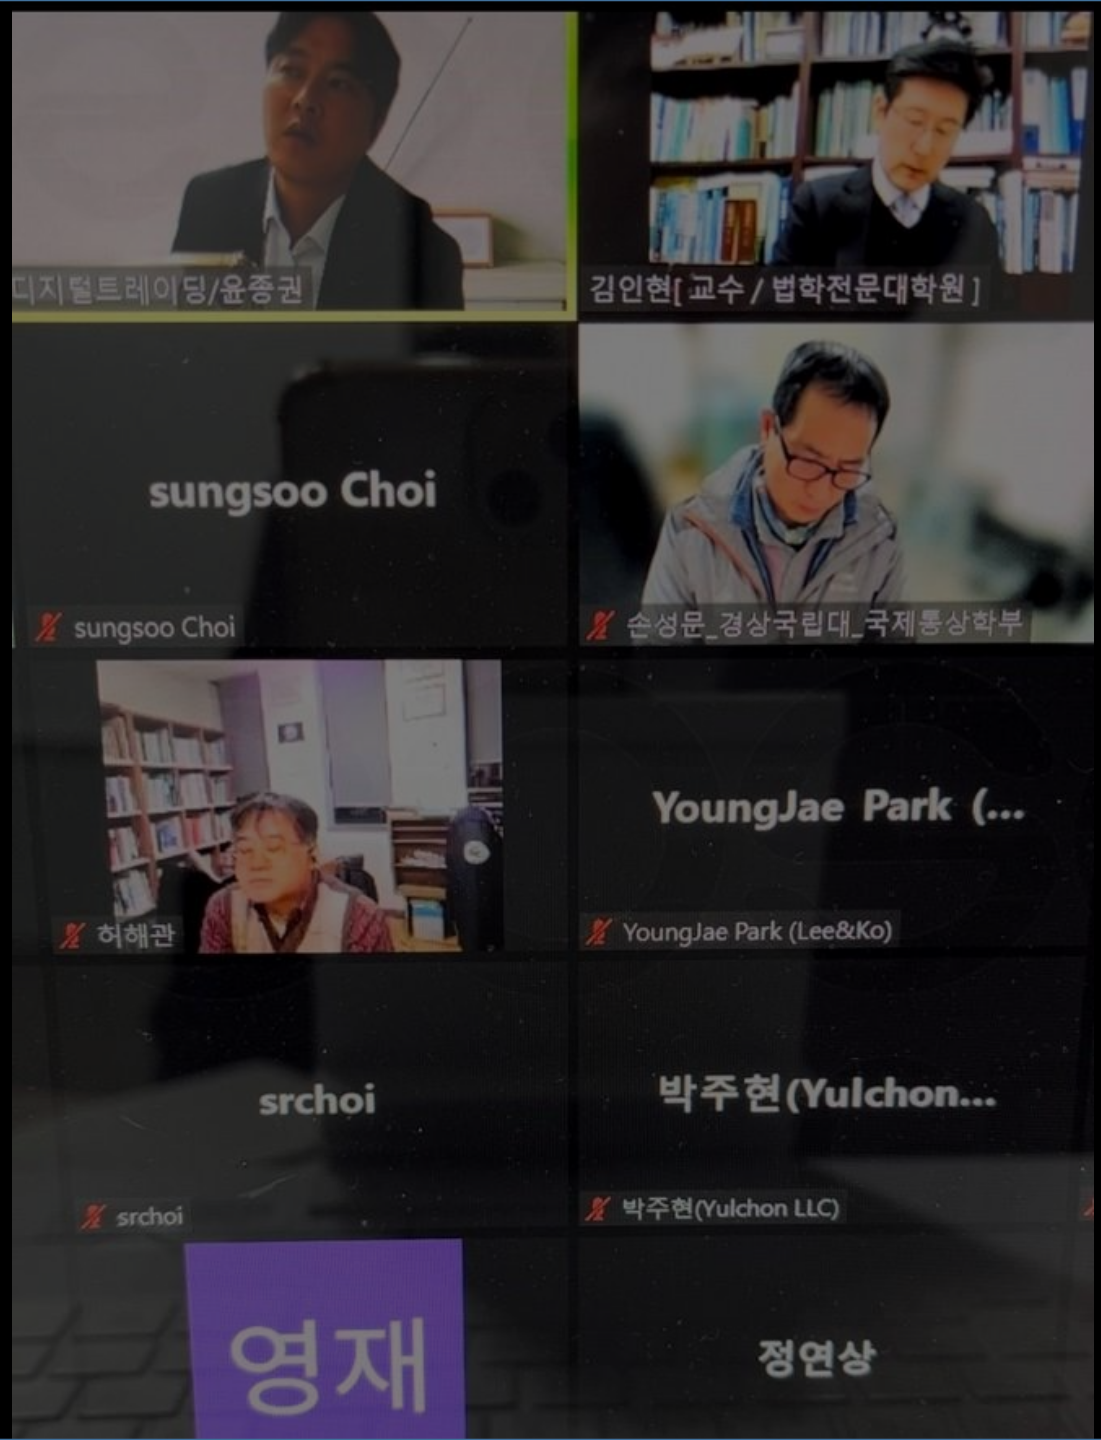 디지털트레이딩/윤종권
김인현[ 교수 / 법학전문대학원 ]
sungsoo Choi
sungsoo Choi
손성문_경상국립대_국제통상학부
YoungJae Park (...
허해관
YoungJae Park (Lee&Ko)
srchoi
박주현(Yulchon...
srchoi
박주현(Yulchon LLC)
영재
정연상